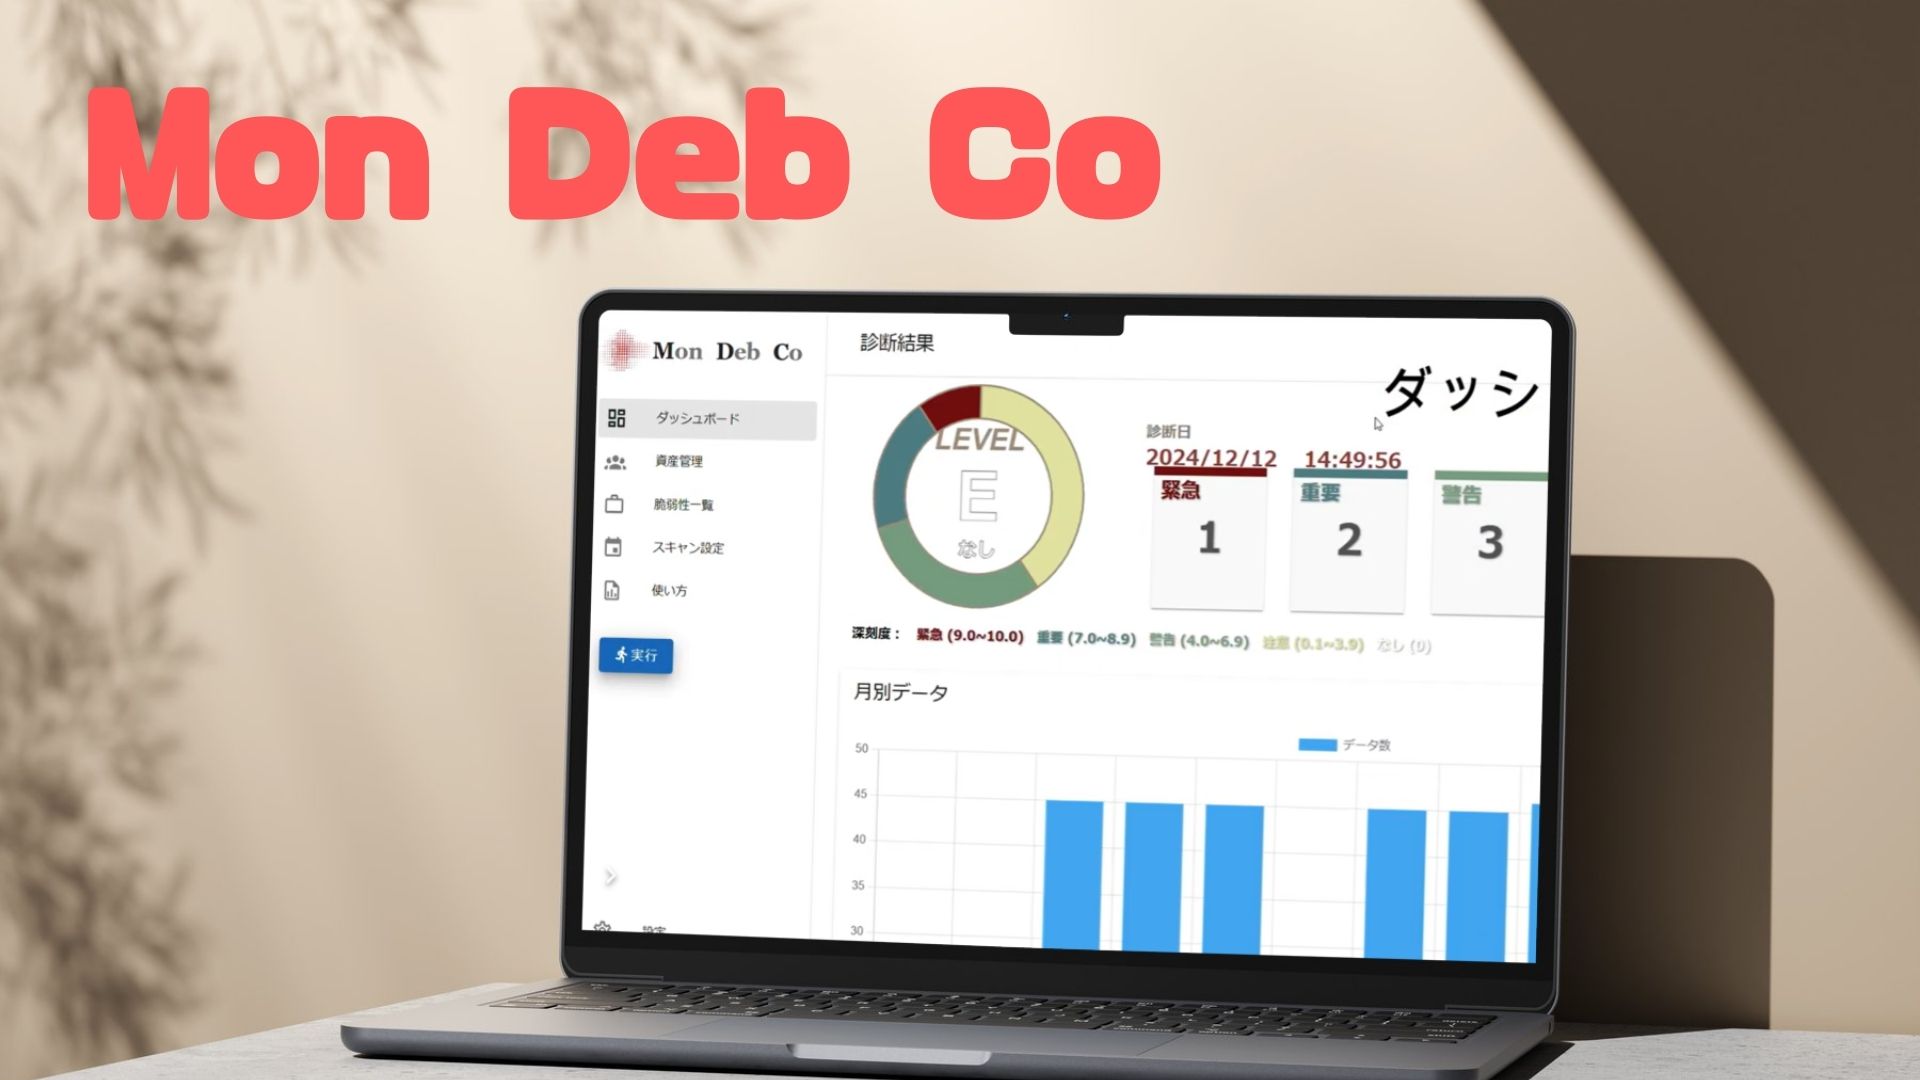 Mon Deb Co
Mon Deb Co
ダッシュボード
資産管理
脆弱性一覧
スキャン設定
使い方
実行
設定
診断結果
ダッシ
LEVEL
E
なし
診断日
2024/12/12 14:49:56
緊急
1
重要
2
警告
3
深刻度： 緊急 (9.0~10.0) 重要 (7.0~8.9) 警告 (4.0~6.9) 注意 (0.1~3.9) なし (0)
月別データ
データ数
50
45
40
35
30